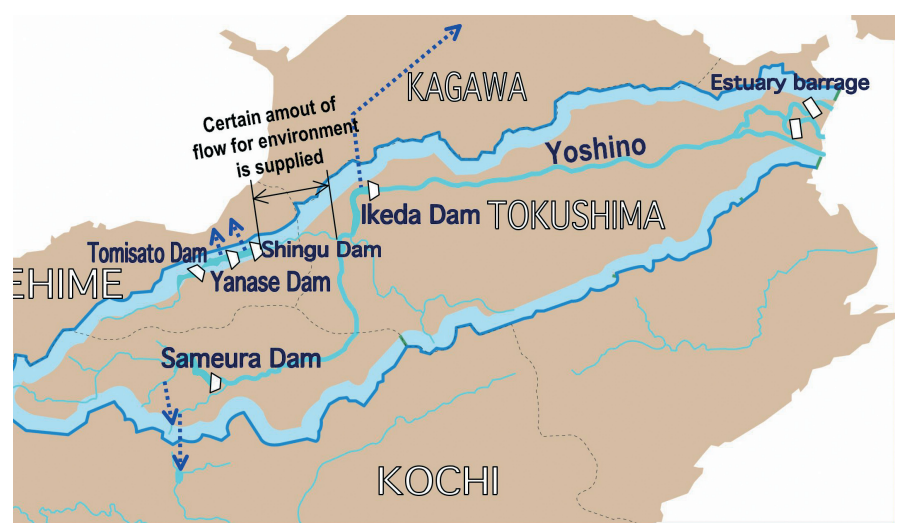 Estuary barrage
KAGAWA
Certain amout of
flow for environment
is supplied
Yoshino
Ikeda Dam
TOKUSHIMA
Tomisato Dam
Shingu Dam
EHIME
Yanase Dam
Sameura Dam
KOCHI